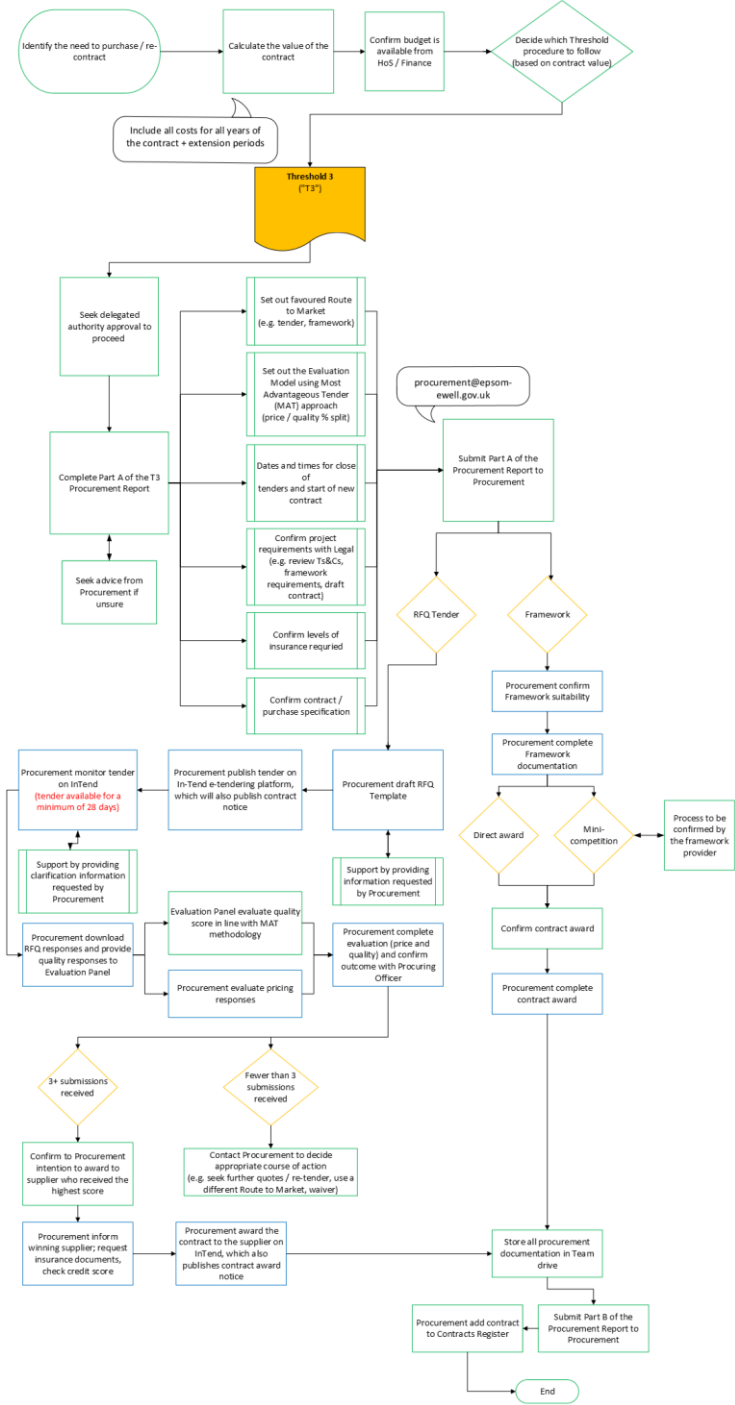 Identify the need to purchase / re-
contract
Calculate the value of the
contract
Confirm budget is
available from
HoS / Finance
Decide which Threshold
procedure to follow
(based on contract value)
Include all costs for all years of
the contract + extension periods
Threshold 3
("T3")
Seek delegated
authority approval to
proceed
Set out favoured Route
to Market
(e.g. tender, framework)
Set out the Evaluation
Model using Most
Advantageous Tender
(MAT) approach
(price / quality % split)
procurement@epsom-
ewell.gov.uk
Complete Part A of the T3
Procurement Report
Dates and times for close
of
tenders and start of new
contract
Submit Part A of the
Procurement Report to
Procurement
Seek advice from
Procurement if
unsure
Confirm project
requirements with Legal
(e.g. review Ts&Cs,
framework
requirements, draft
contract)
Confirm levels of
insurance requried
Confirm contract /
purchase specification
RFQ Tender
Framework
Procurement confirm
Framework suitability
Procurement complete
Framework
documentation
Procurement monitor tender
on InTend
(tender available for a
minimum of 28 days)
Procurement publish tender on
In-Tend e-tendering platform,
which will also publish contract
notice
Procurement draft RFQ
Template
Direct award
Mini-
competition
Process to be
confirmed by
the framework
provider
Support by providing
clarification information
requested by
Procurement
Support by providing
information requested
by Procurement
Procurement download
RFQ responses and provide
quality responses to
Evaluation Panel
Evaluation Panel evaluate quality
score in line with MAT
methodology
Procurement evaluate pricing
responses
Procurement complete
evaluation (price and
quality) and confirm
outcome with Procuring
Officer
Confirm contract award
Procurement complete
contract award
3+ submissions
received
Fewer than 3
submissions
received
Confirm to Procurement
intention to award to
supplier who received the
highest score
Contact Procurement to decide
appropriate course of action
(e.g. seek further quotes / re-tender, use a
different Route to Market, waiver)
Procurement inform
winning supplier; request
insurance documents,
check credit score
Procurement award the
contract to the supplier on
InTend, which also
publishes contract award
notice
Store all procurement
documentation in Team
drive
Procurement add contract
to Contracts Register
Submit Part B of the
Procurement Report to
Procurement
End